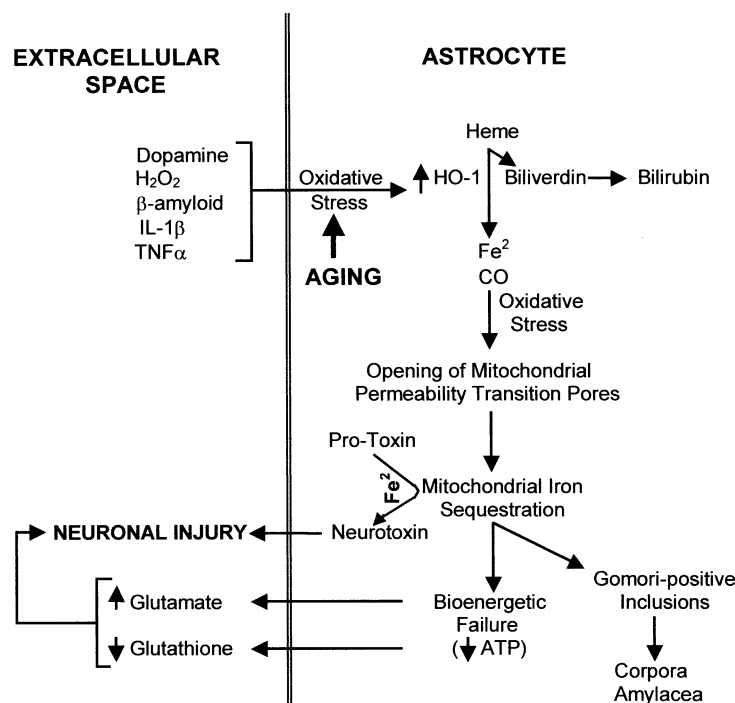 EXTRACELLULAR
SPACE
ASTROCYTE
Dopamine
H₂O₂
β-amyloid
IL-1β
TNFα
Oxidative
Stress
AGING
Heme
HO-1
Biliverdin
Bilirubin
Fe²
CO
Oxidative
Stress
Opening of Mitochondrial
Permeability Transition Pores
Pro-Toxin
Fe²
Mitochondrial Iron
Sequestration
NEURONAL INJURY
Neurotoxin
Glutamate
Glutathione
Bioenergetic
Failure
(↓ ATP)
Gomori-positive
Inclusions
Corpora
Amylacea